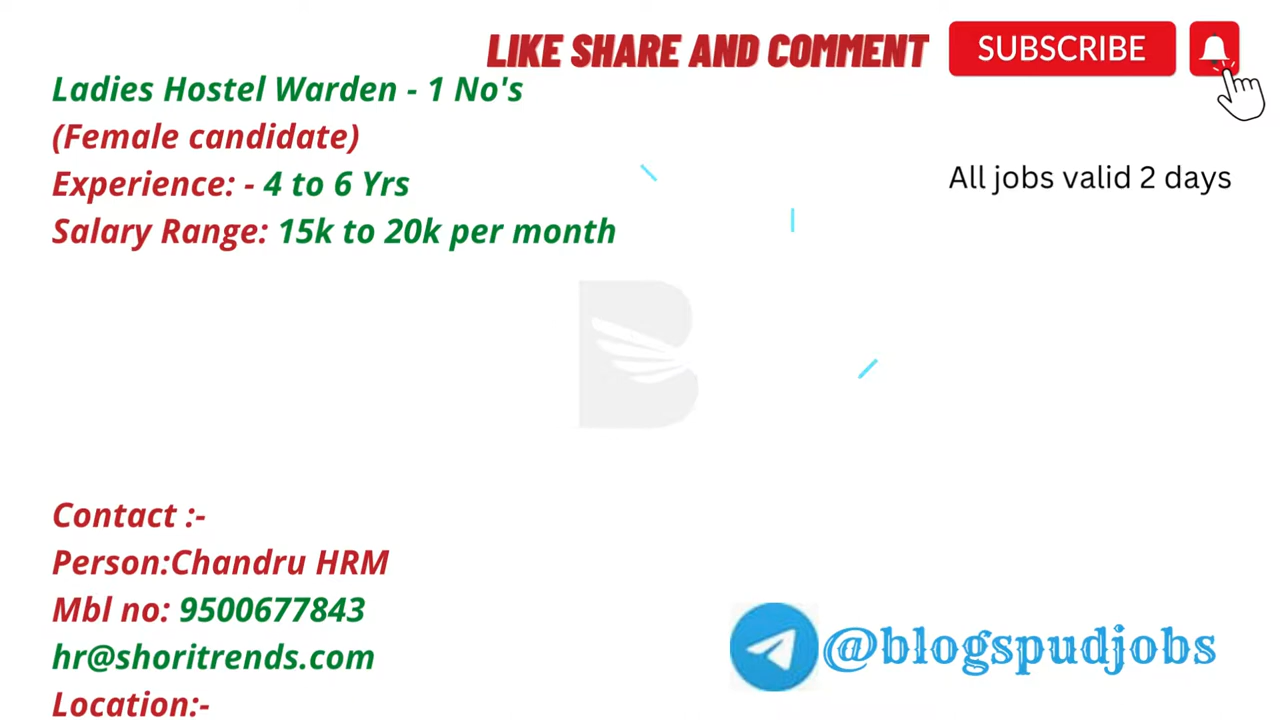 LIKE SHARE AND COMMENT
SUBSCRIBE
Ladies Hostel Warden - 1 No's
(Female candidate)
Experience: - 4 to 6 Yrs
Salary Range: 15k to 20k per month
All jobs valid 2 days
Contact :-
Person:Chandru HRM
Mbl no: 9500677843
hr@shoritrends.com
Location:-
@blogspudjobs